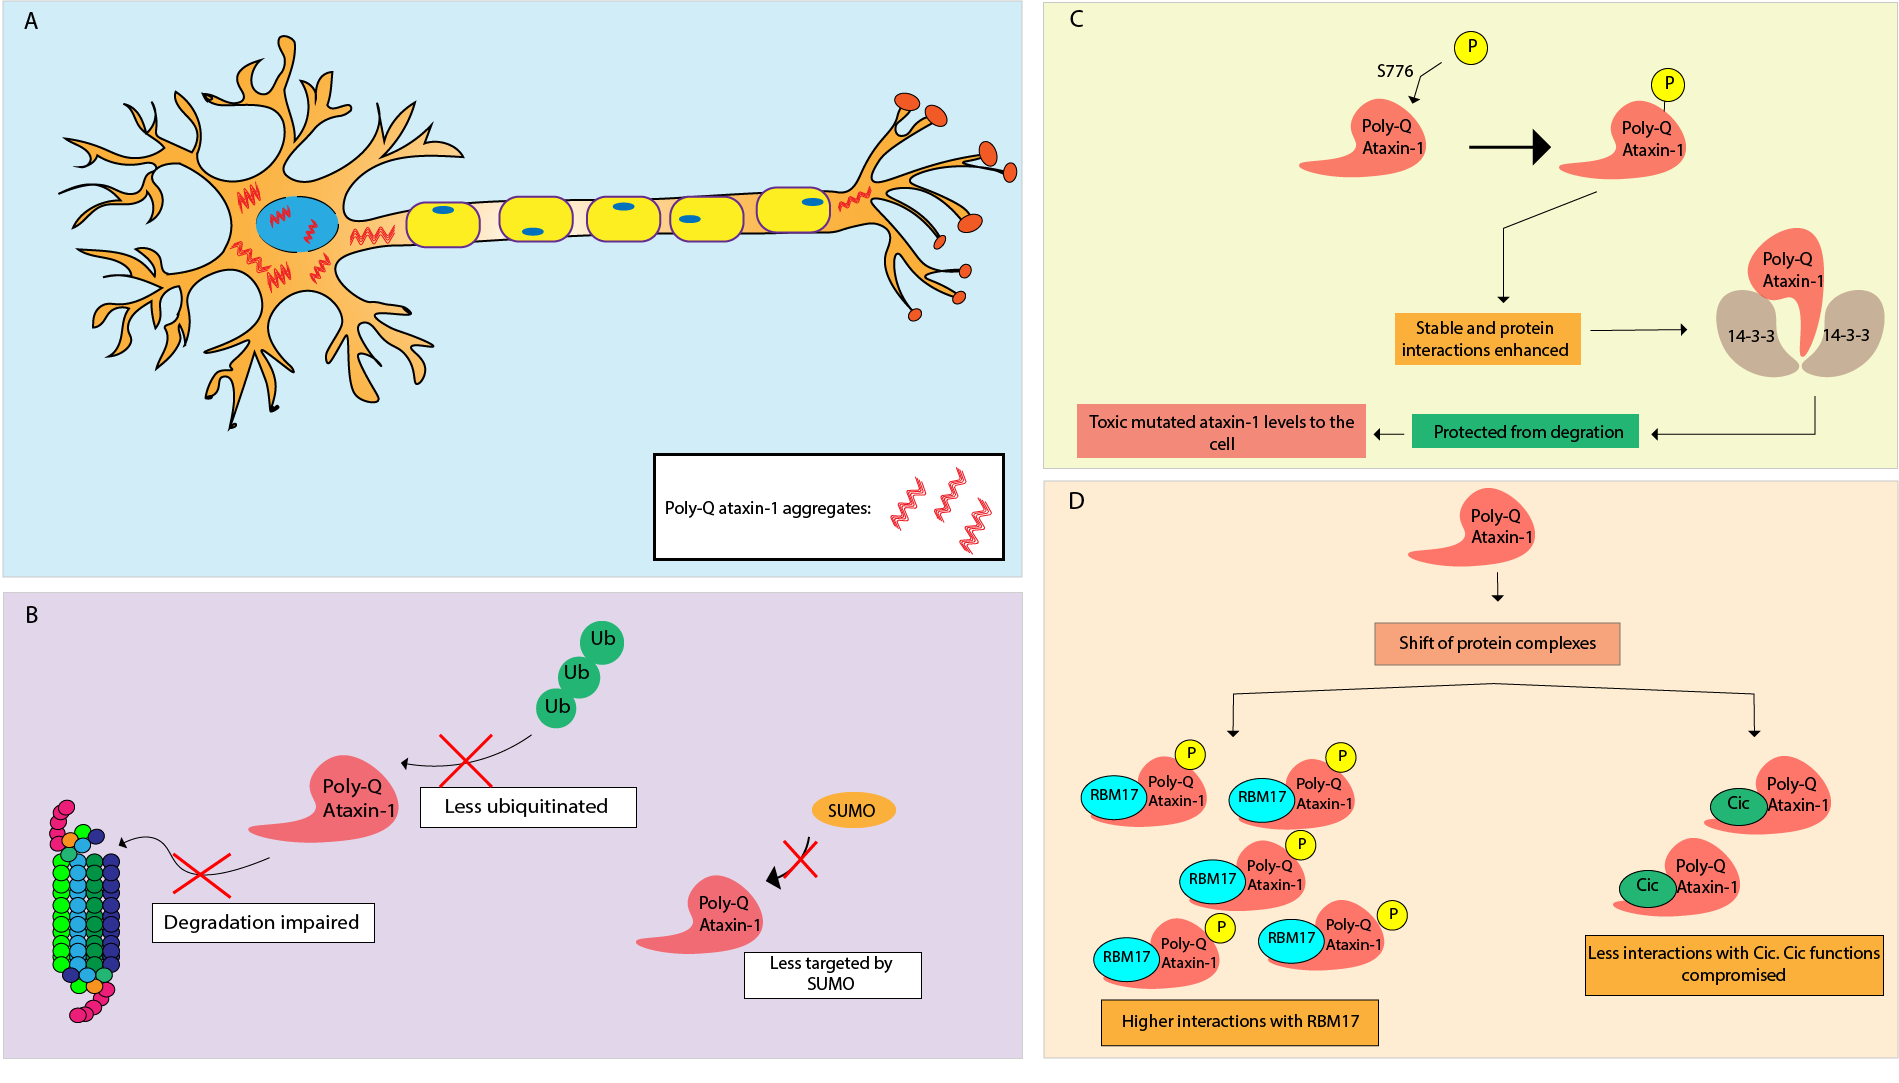 A
Poly-Q ataxin-1 aggregates:
B
Ub
Ub
Ub
Poly-Q
Ataxin-1
Less ubiquitinated
Degradation impaired
SUMO
Poly-Q
Ataxin-1
Less targeted by
SUMO
C
P
S776
Poly-Q
Ataxin-1
P
Poly-Q
Ataxin-1
Stable and protein
interactions enhanced
Poly-Q
Ataxin-1
14-3-3
14-3-3
Protected from degration
Toxic mutated ataxin-1 levels to the
cell
D
Poly-Q
Ataxin-1
Shift of protein complexes
P
RBM17
Poly-Q
Ataxin-1
P
RBM17
Poly-Q
Ataxin-1
P
RBM17
Poly-Q
Ataxin-1
P
RBM17
Poly-Q
Ataxin-1
P
RBM17
Poly-Q
Ataxin-1
Higher interactions with RBM17
Cic
Poly-Q
Ataxin-1
Cic
Poly-Q
Ataxin-1
Less interactions with Cic. Cic functions
compromised